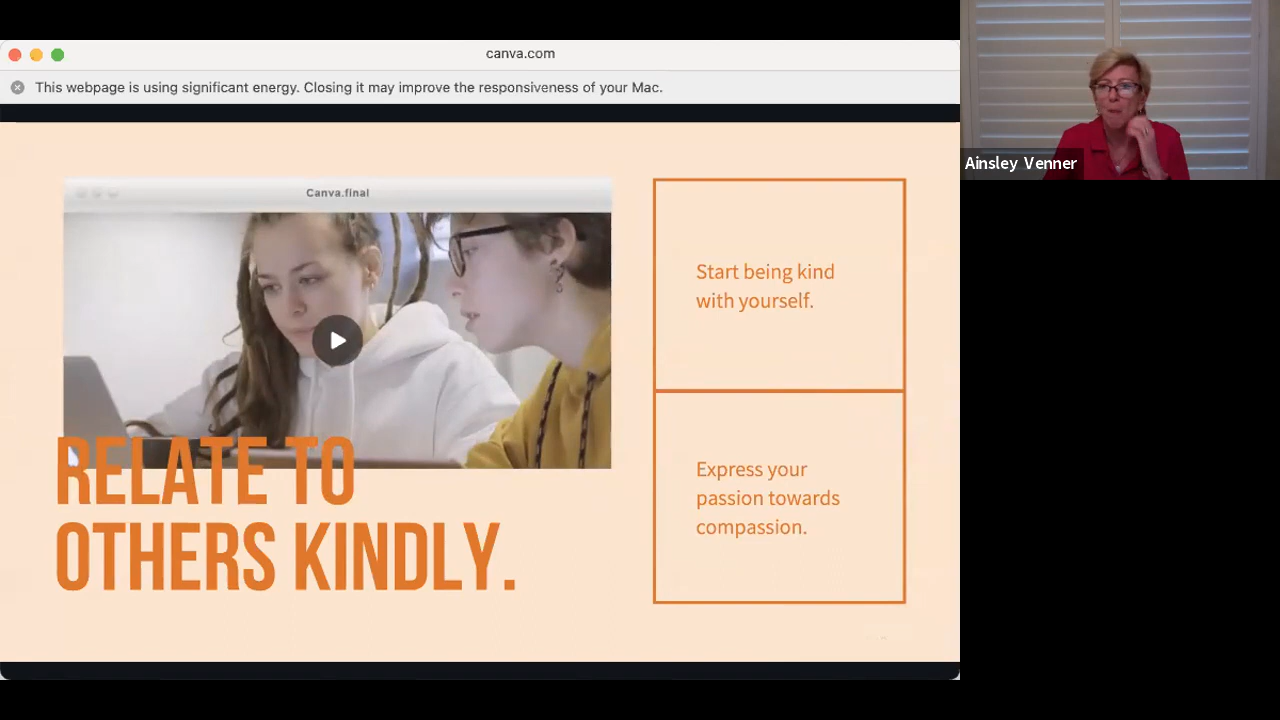 canva.com
This webpage is using significant energy. Closing it may improve the responsiveness of your Mac.
Canva.final
RELATE TO
OTHERS KINDLY.
Start being kind
with yourself.
Express your
passion towards
compassion.
Ainsley Venner